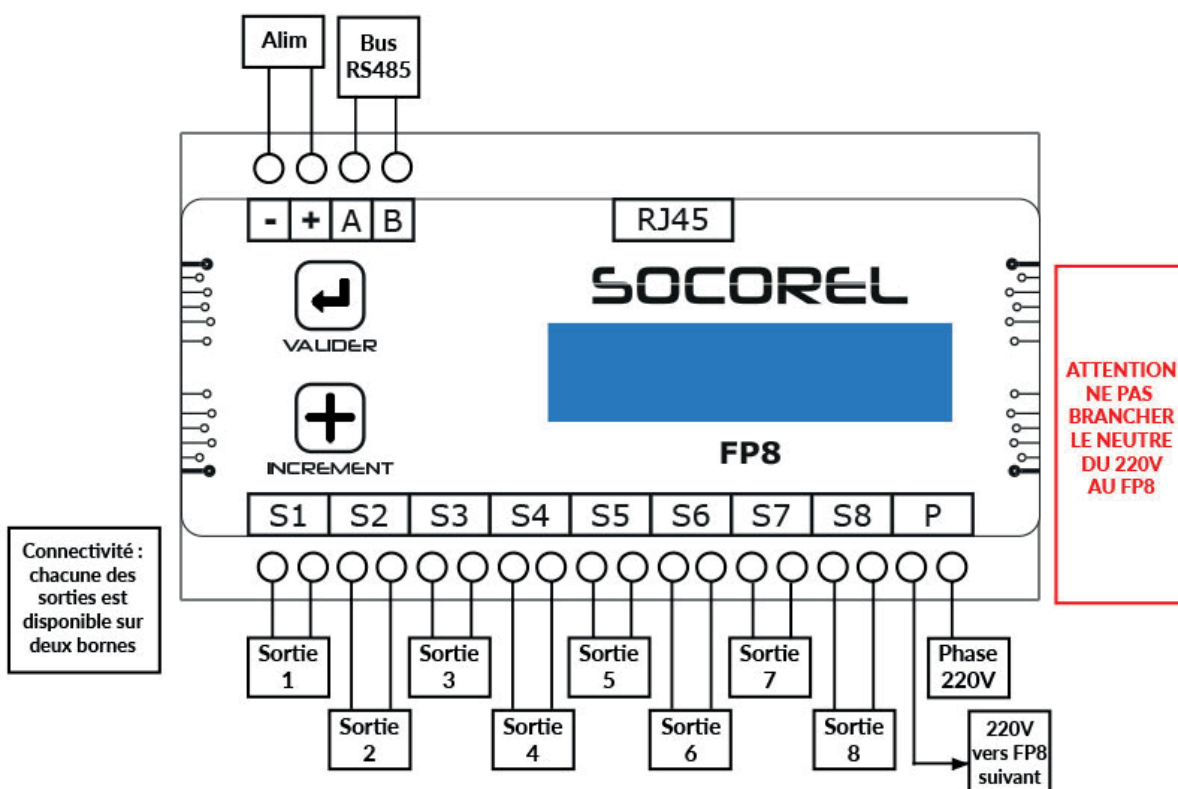 Alim
Bus
RS485
- + A B
RJ45
SOCOREL
VALIDER
INCREMENT
FP8
S1 S2 S3 S4 S5 S6 S7 S8 P
ATTENTION
NE PAS
BRANCHER
LE NEUTRE
DU 220V
AU FP8
Connectivité :
chacune des
sorties est
disponible sur
deux bornes
Sortie
1
Sortie
2
Sortie
3
Sortie
4
Sortie
5
Sortie
6
Sortie
7
Sortie
8
Phase
220V
220V
vers FP8
suivant